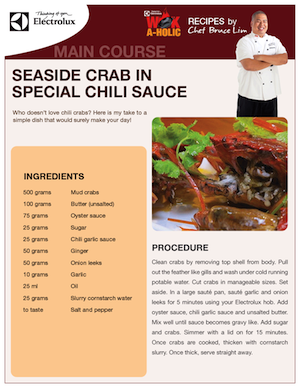 Thinking of you
Electrolux
Electrolux
WOK
A-HOLIC
RECIPES by
Chef Bruce Lim
MAIN COURSE
SEASIDE CRAB IN
SPECIAL CHILI SAUCE
Who doesn't love chili crabs? Here is my take to a
simple dish that would surely make your day!
INGREDIENTS
500 grams Mud crabs
100 grams Butter (unsalted)
75 grams Oyster sauce
25 grams Sugar
25 grams Chili garlic sauce
50 grams Ginger
50 grams Onion leeks
10 grams Garlic
25 ml Oil
25 grams Slurry cornstarch water
to taste Salt and pepper
PROCEDURE
Clean crabs by removing top shell from body. Pull
out the feather like gills and wash under cold running
potable water. Cut crabs in manageable sizes. Set
aside. In a large sauté pan, sauté garlic and onion
leeks for 5 minutes using your Electrolux hob. Add
oyster sauce, chili garlic sauce and unsalted butter.
Mix well until sauce becomes gravy like. Add sugar
and crabs. Simmer with a lid on for 15 minutes.
Once crabs are cooked, thicken with cornstarch
slurry. Once thick, serve straight away.